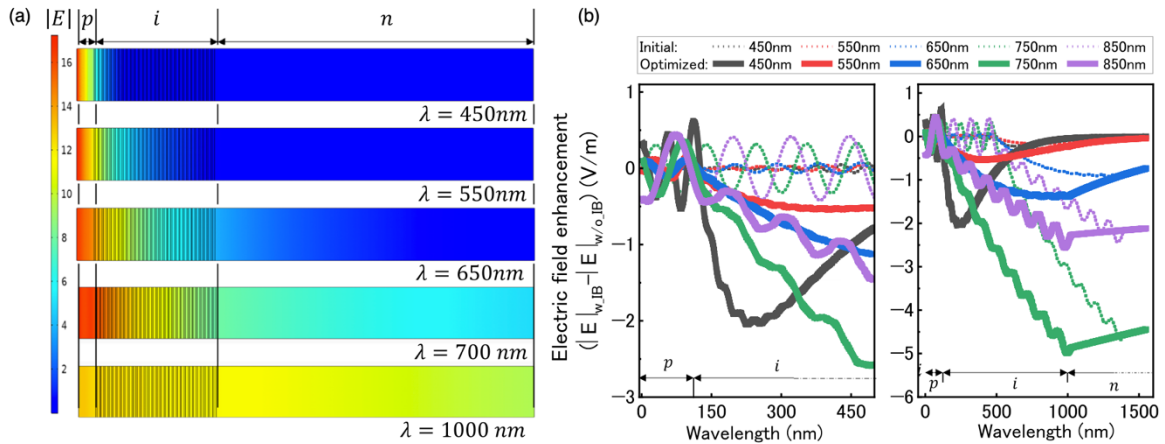 (a)
|E|
p
i
n
16
14
12
10
8
6
4
2
λ = 450nm
λ = 550nm
λ = 650nm
λ = 700 nm
λ = 1000 nm
(b)
Initial: 450nm 550nm 650nm 750nm 850nm
Optimized: 450nm 550nm 650nm 750nm 850nm
Electric field enhancement
(|E|w_IB−|E|w/o_IB) (V/m)
1
0
−1
−2
−3
p
i
0 150 300 450
Wavelength (nm)
1
0
−1
−2
−3
−4
−5
−6
i
p
i
n
0 500 1000 1500
Wavelength (nm)